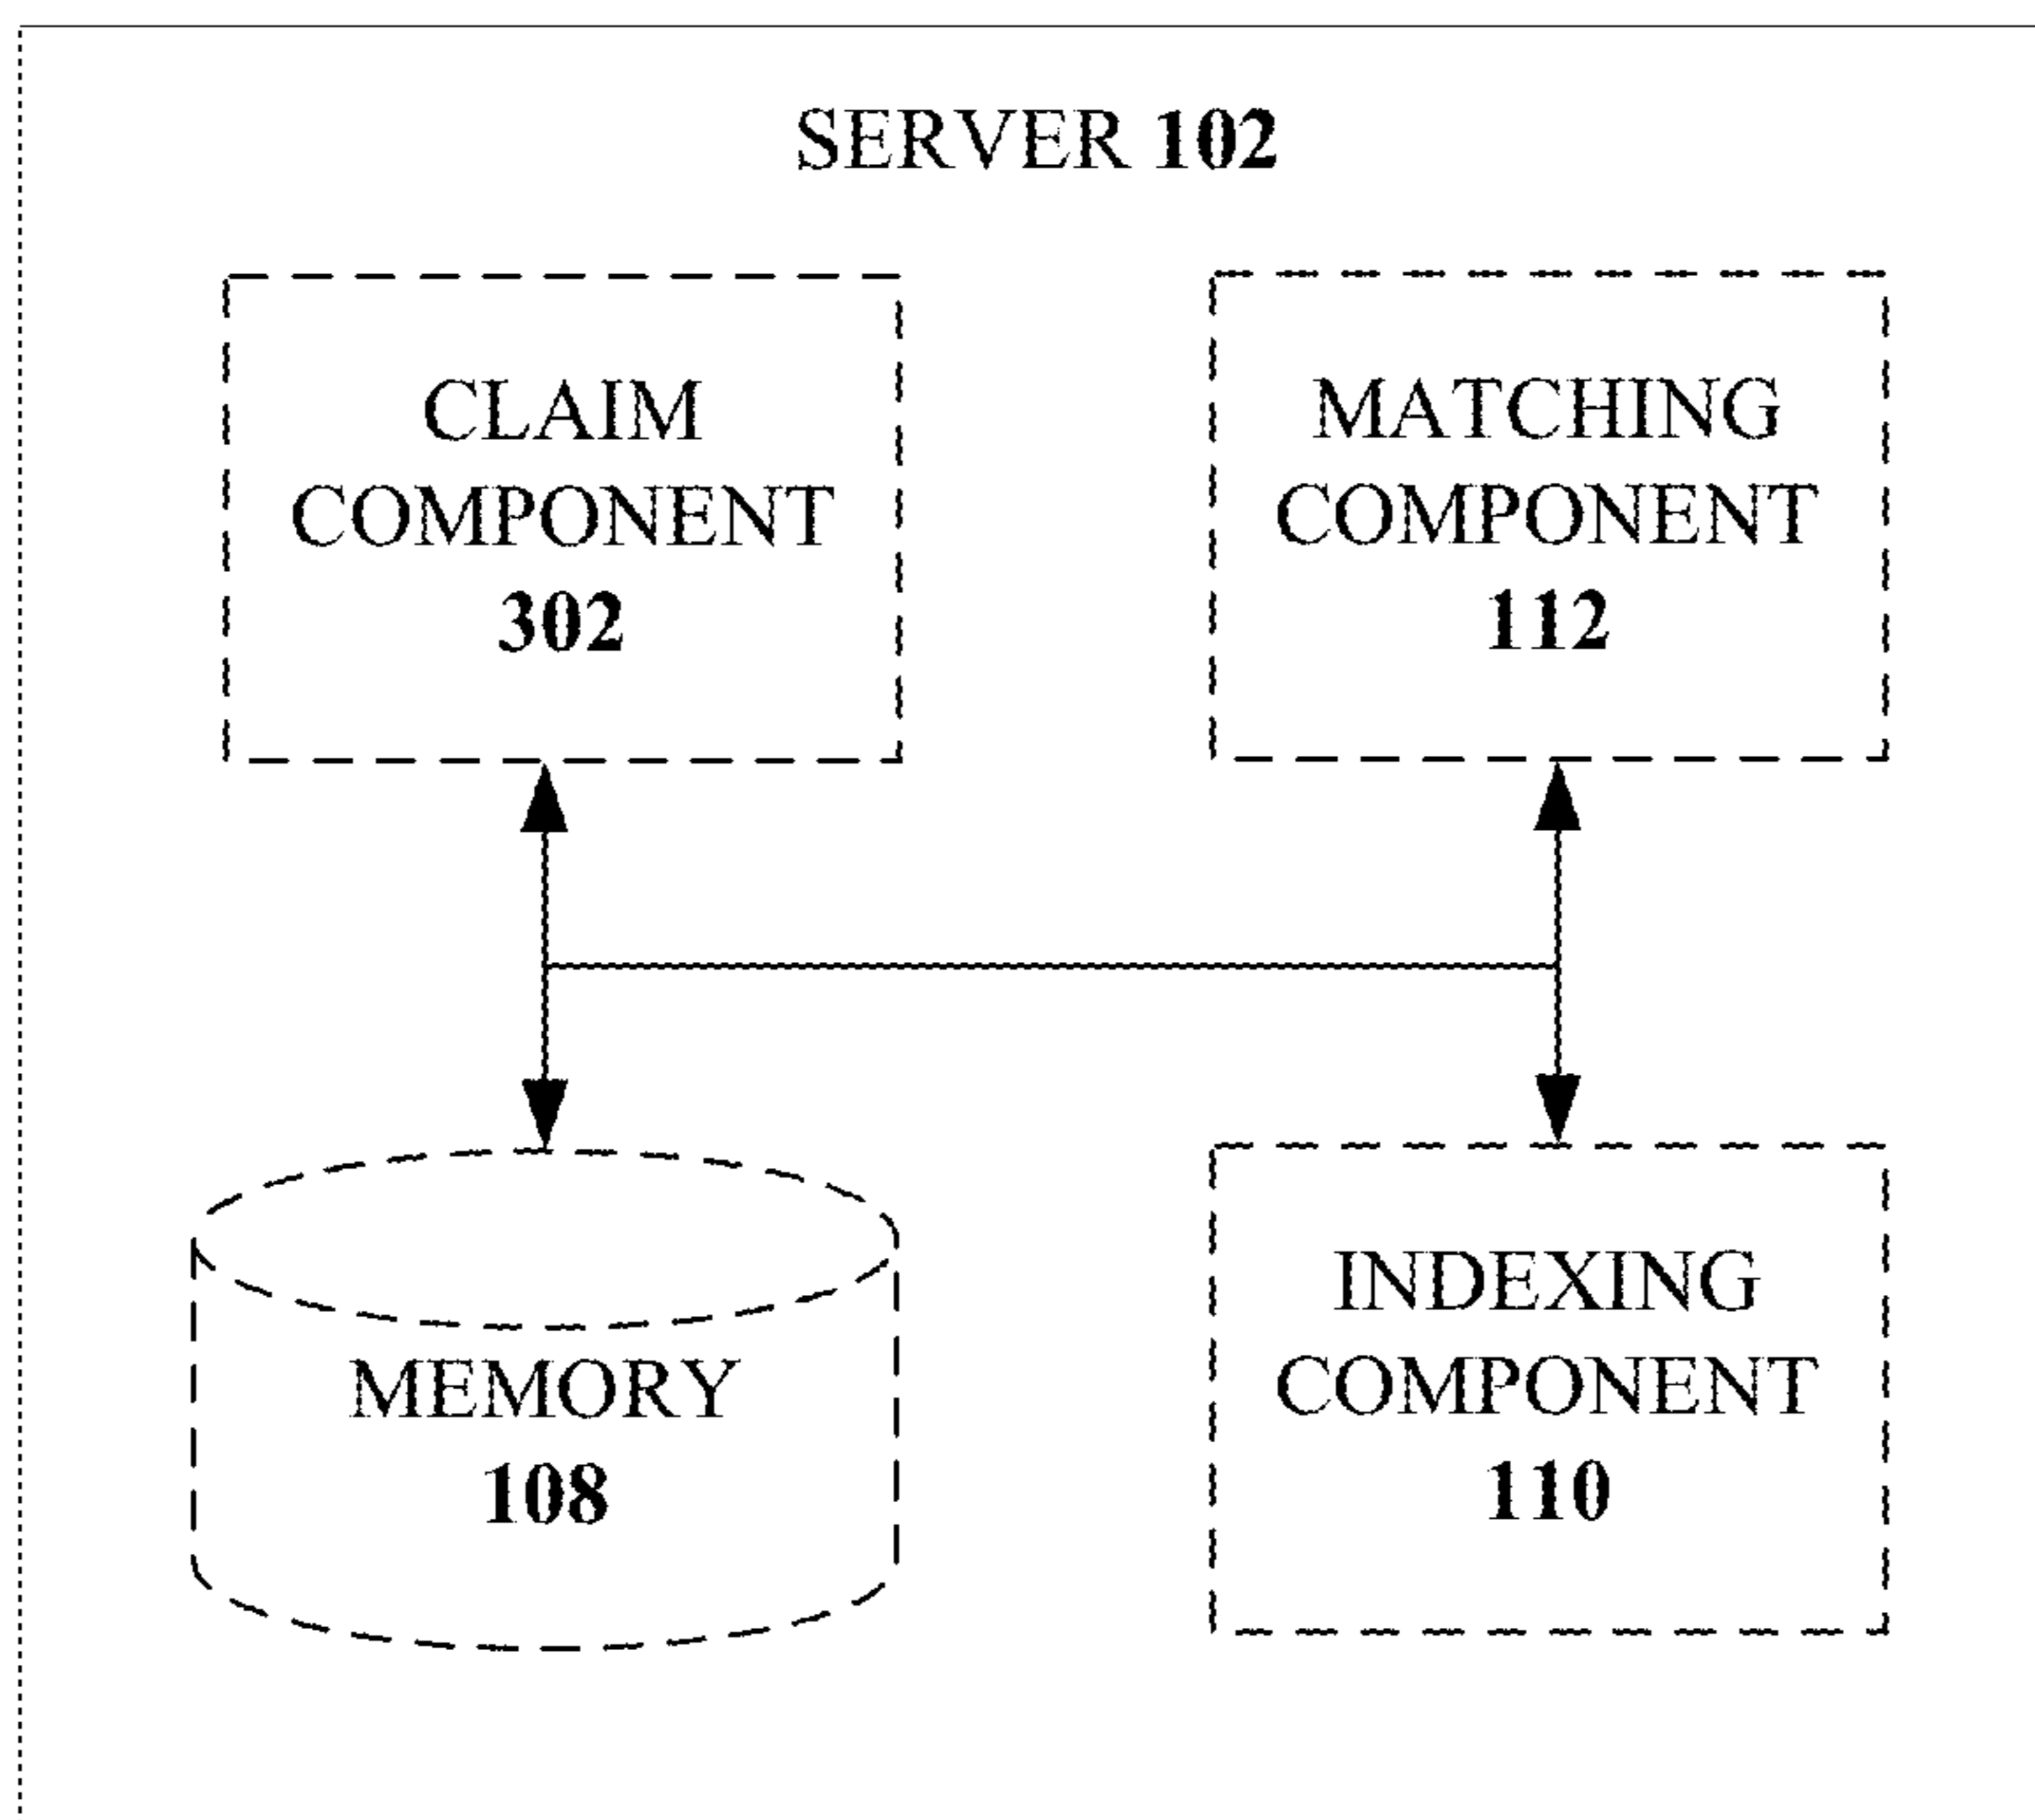 SERVER 102
CLAIM
COMPONENT
302
MATCHING
COMPONENT
112
MEMORY
108
INDEXING
COMPONENT
110